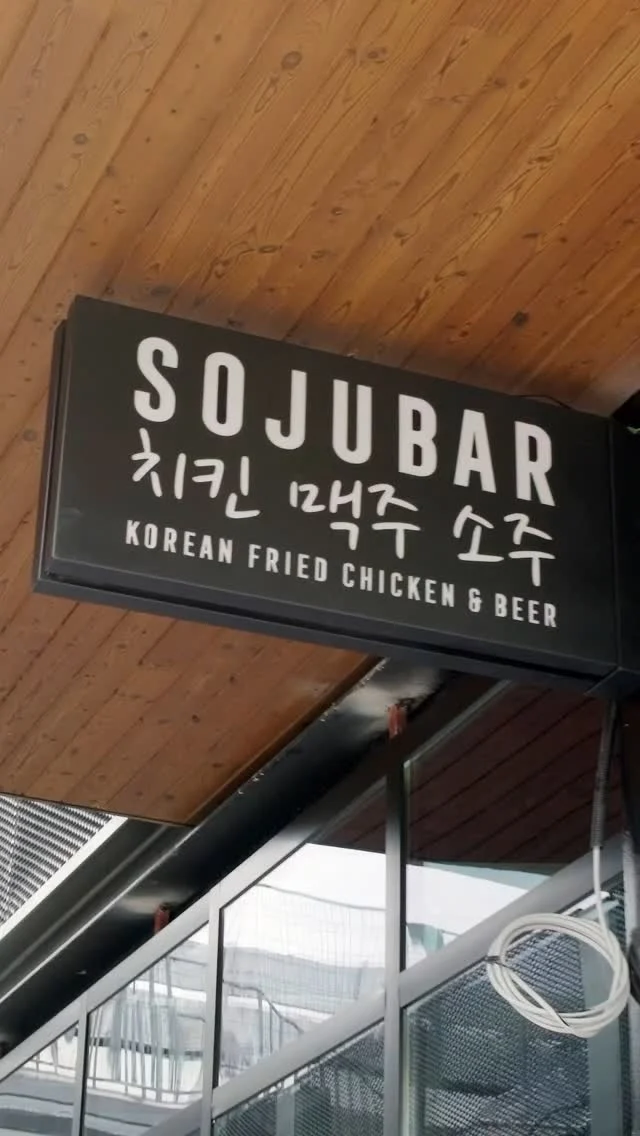 SOJUBAR
치킨 맥주 소주
KOREAN FRIED CHICKEN & BEER